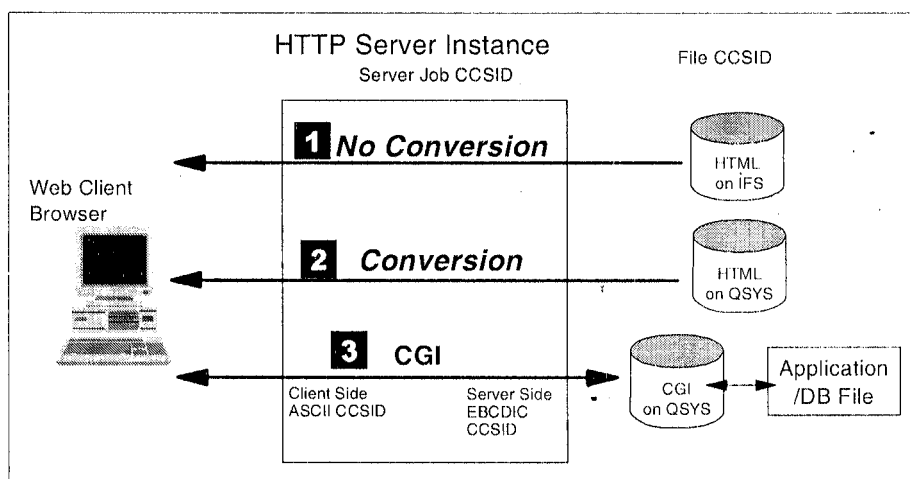 HTTP Server Instance
Server Job CCSID
File CCSID
1 No Conversion
HTML
on IFS
Web Client
Browser
2 Conversion
HTML
on QSYS
3 CGI
Client Side
ASCII CCSID
Server Side
EBCDIC
CCSID
CGI
on QSYS
Application
/DB File